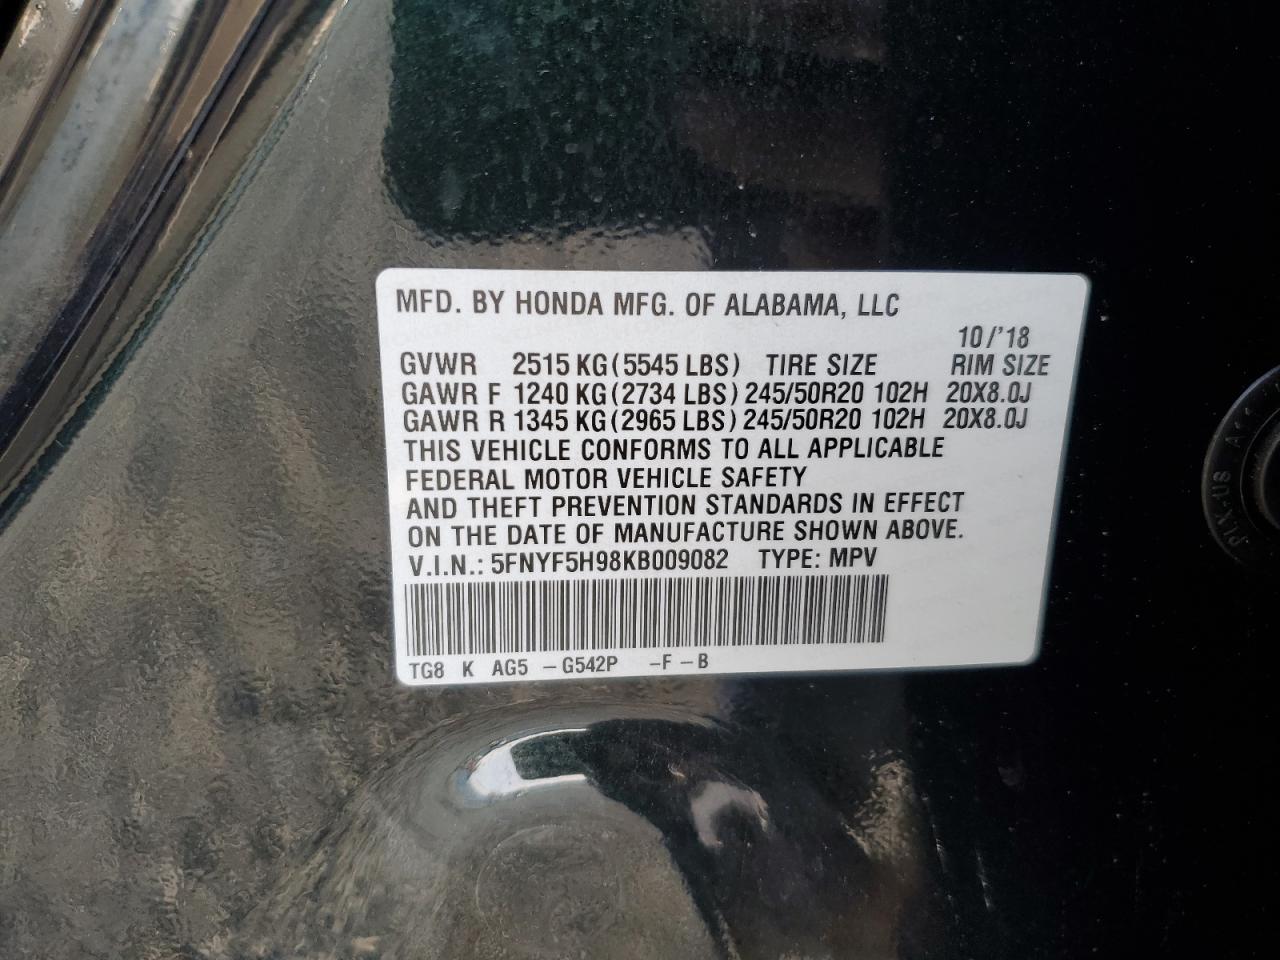 MFD. BY HONDA MFG. OF ALABAMA, LLC
10/'18
GVWR 2515 KG(5545 LBS) TIRE SIZE RIM SIZE
GAWR F 1240 KG(2734 LBS) 245/50R20 102H 20X8.0J
GAWR R 1345 KG(2965 LBS) 245/50R20 102H 20X8.0J
THIS VEHICLE CONFORMS TO ALL APPLICABLE
FEDERAL MOTOR VEHICLE SAFETY
AND THEFT PREVENTION STANDARDS IN EFFECT
ON THE DATE OF MANUFACTURE SHOWN ABOVE.
V.I.N.: 5FNYF5H98KB009082 TYPE: MPV
TG8 K AG5 – G542P –F – B